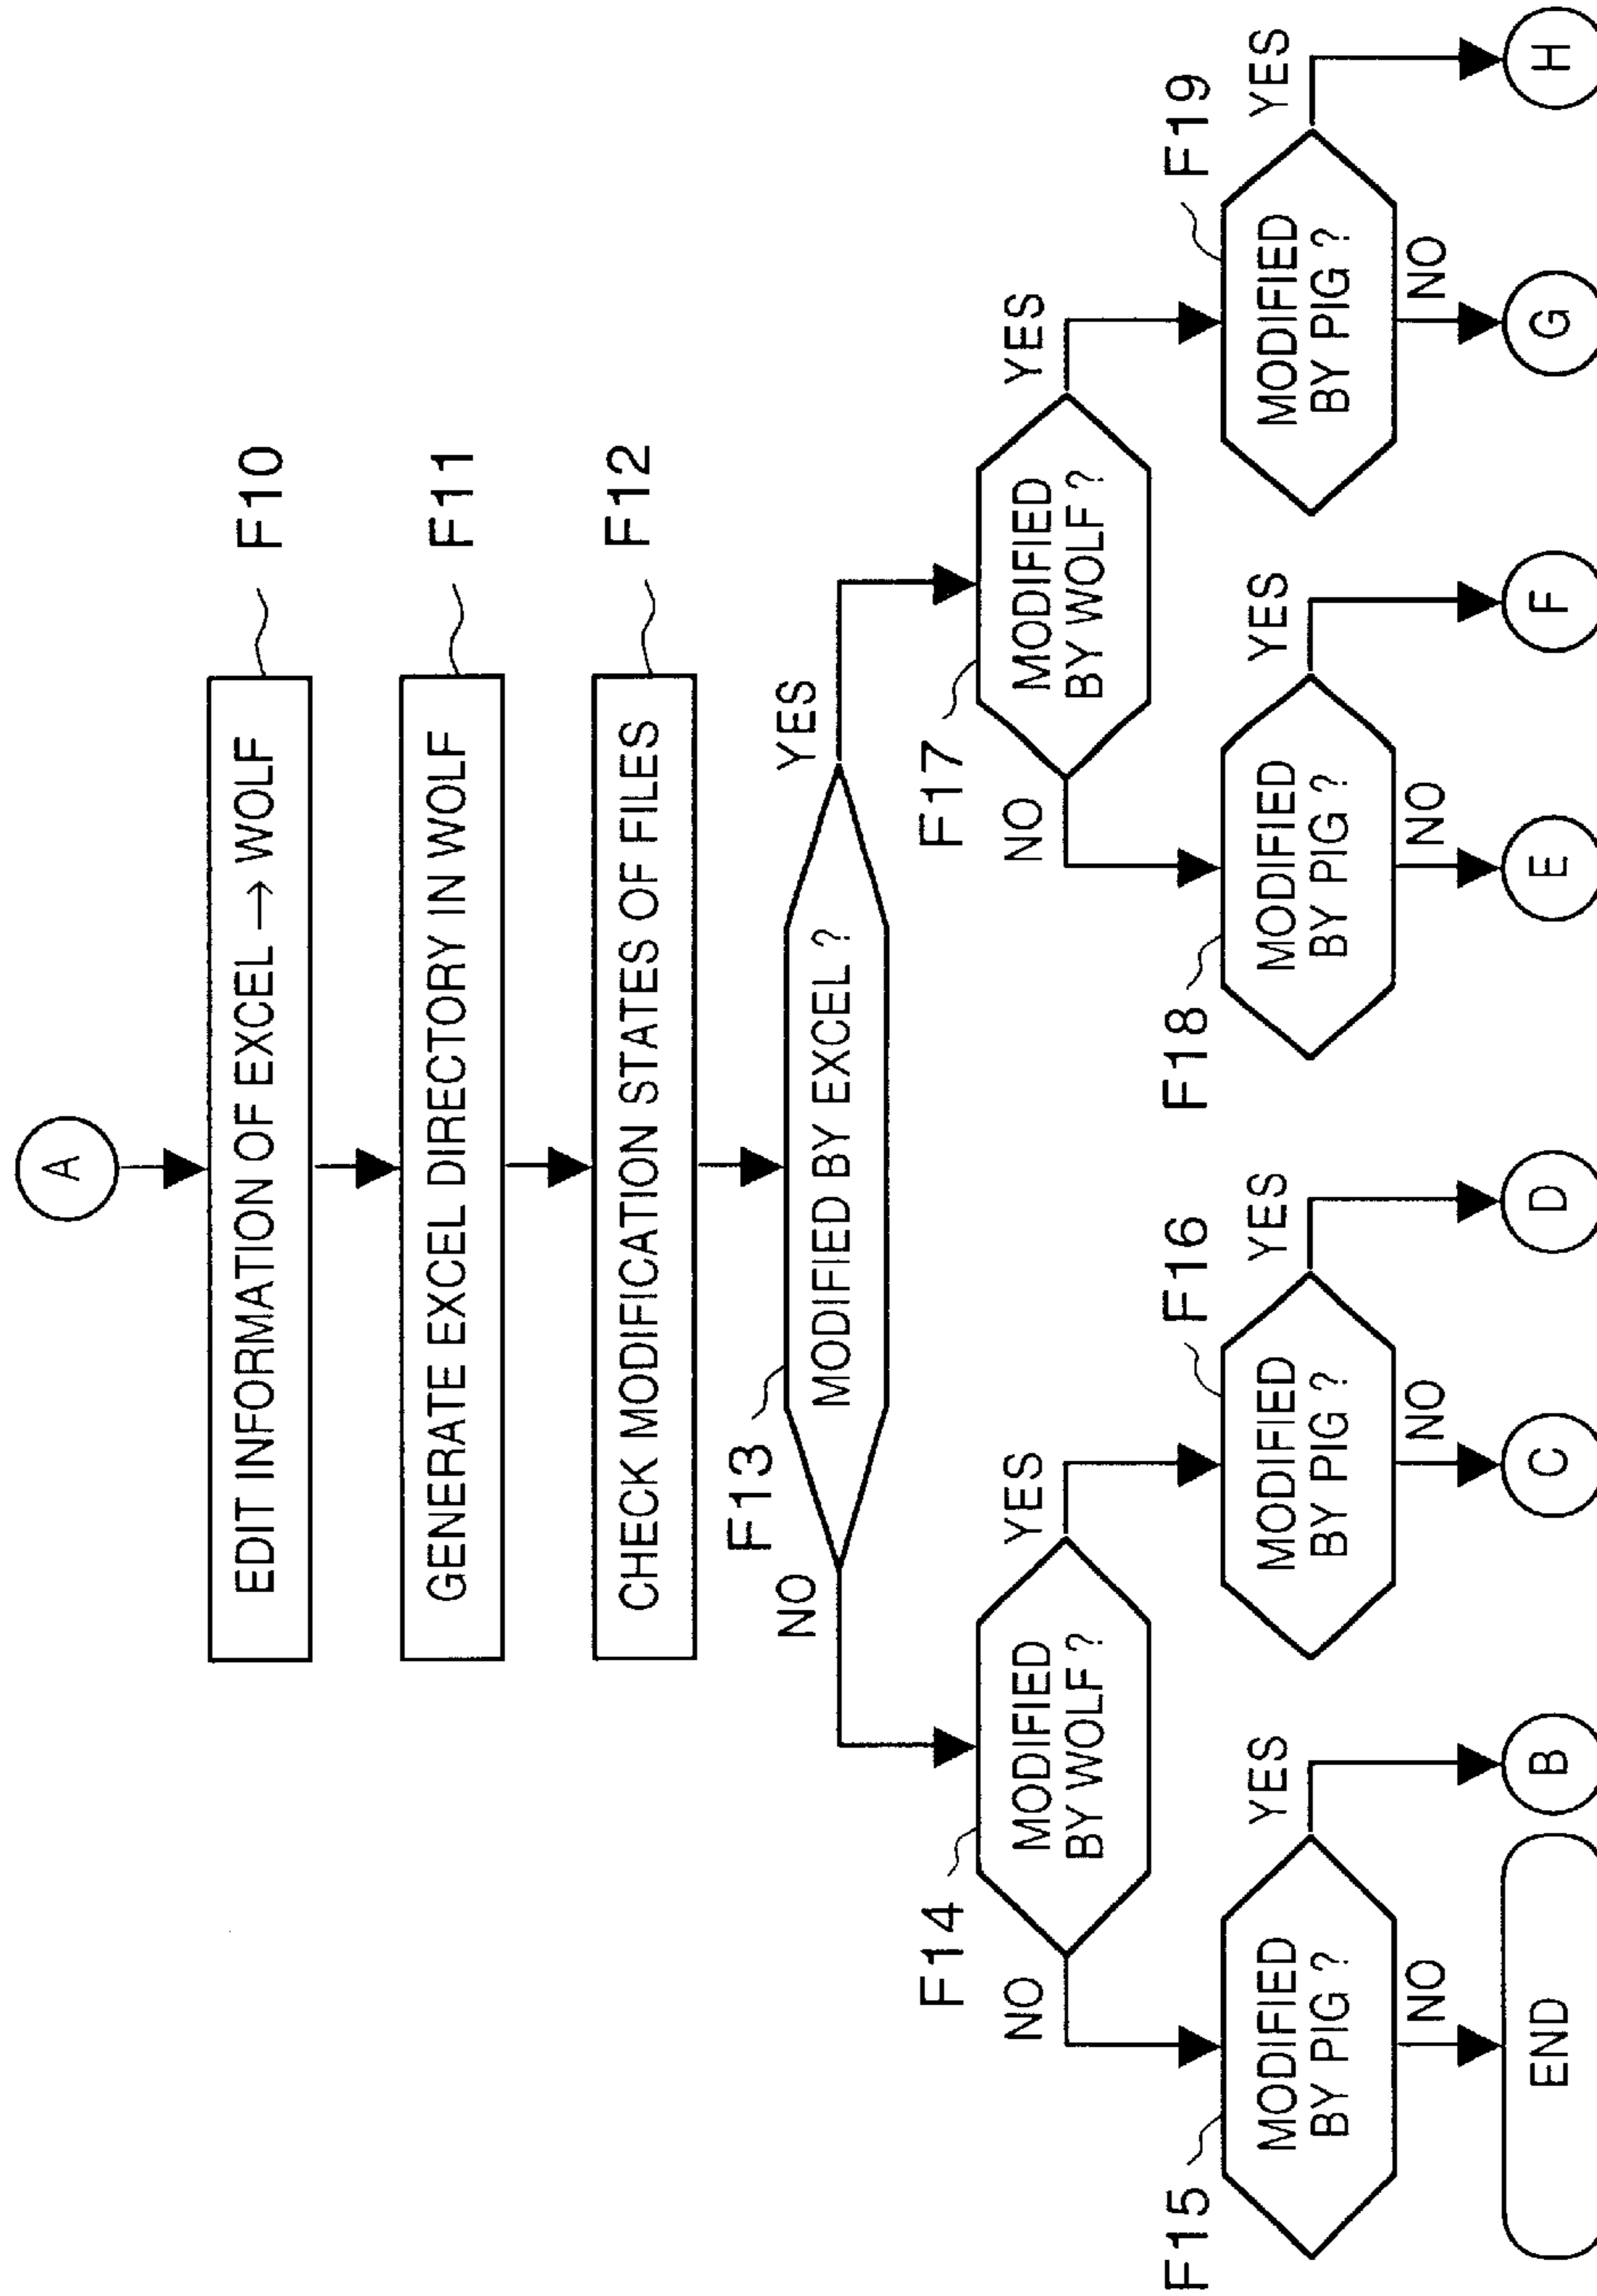 A
EDIT INFORMATION OF EXCEL → WOLF
F10
GENERATE EXCEL DIRECTORY IN WOLF
F11
CHECK MODIFICATION STATES OF FILES
F12
F13
MODIFIED BY EXCEL ?
NO
YES
F14
MODIFIED
BY WOLF ?
NO
YES
F17
MODIFIED
BY WOLF ?
NO
YES
F15
MODIFIED
BY PIG ?
YES
NO
F16
MODIFIED
BY PIG ?
YES
NO
F18
MODIFIED
BY PIG ?
YES
NO
F19
MODIFIED
BY PIG ?
YES
NO
END
B
C
D
E
F
G
H